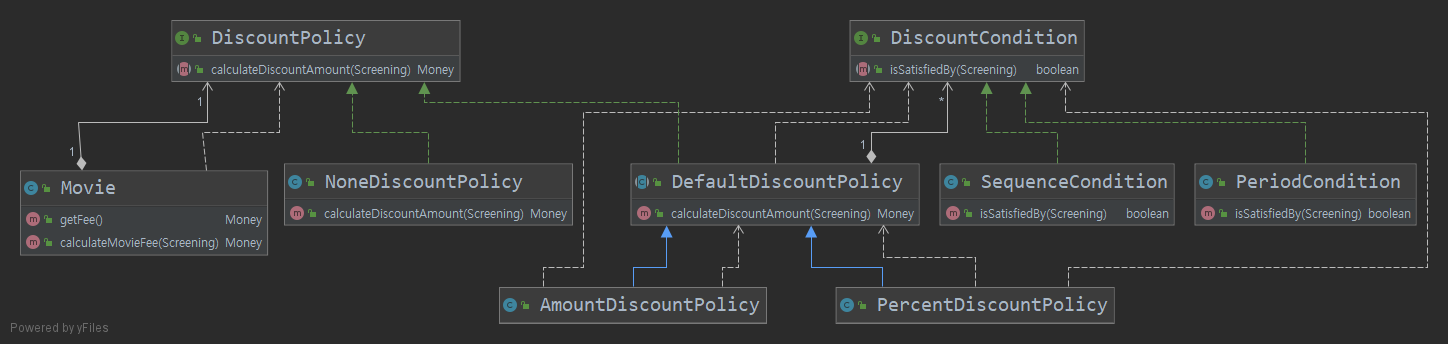 DiscountPolicy
calculateDiscountAmount(Screening) Money
DiscountCondition
isSatisfiedBy(Screening) boolean
1
*
1
1
Movie
getFee() Money
calculateMovieFee(Screening) Money
NoneDiscountPolicy
calculateDiscountAmount(Screening) Money
DefaultDiscountPolicy
calculateDiscountAmount(Screening) Money
SequenceCondition
isSatisfiedBy(Screening) boolean
PeriodCondition
isSatisfiedBy(Screening) boolean
AmountDiscountPolicy
PercentDiscountPolicy
Powered by yFiles